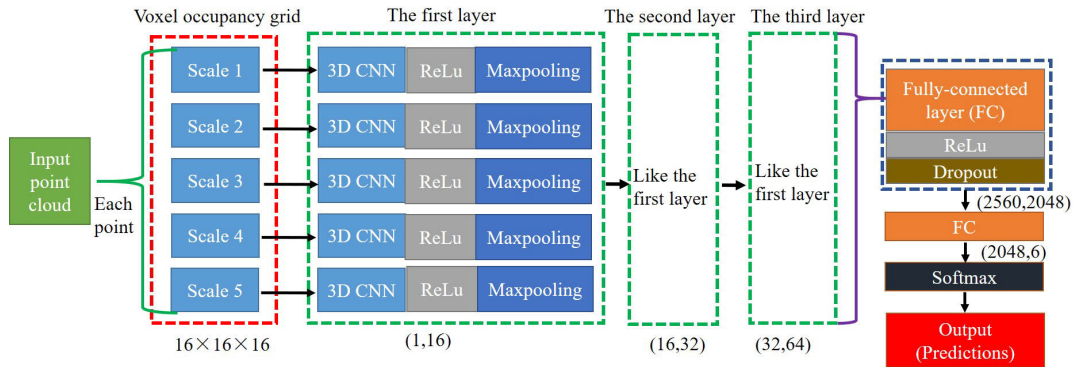 Voxel occupancy grid
The first layer
The second layer
The third layer
Input
point
cloud
Each
point
Scale 1
3D CNN
ReLu
Maxpooling
Scale 2
3D CNN
ReLu
Maxpooling
Scale 3
3D CNN
ReLu
Maxpooling
Scale 4
3D CNN
ReLu
Maxpooling
Scale 5
3D CNN
ReLu
Maxpooling
16×16×16
(1,16)
Like the
first layer
(16,32)
Like the
first layer
(32,64)
Fully-connected
layer (FC)
ReLu
Dropout
(2560,2048)
FC
(2048,6)
Softmax
Output
(Predictions)